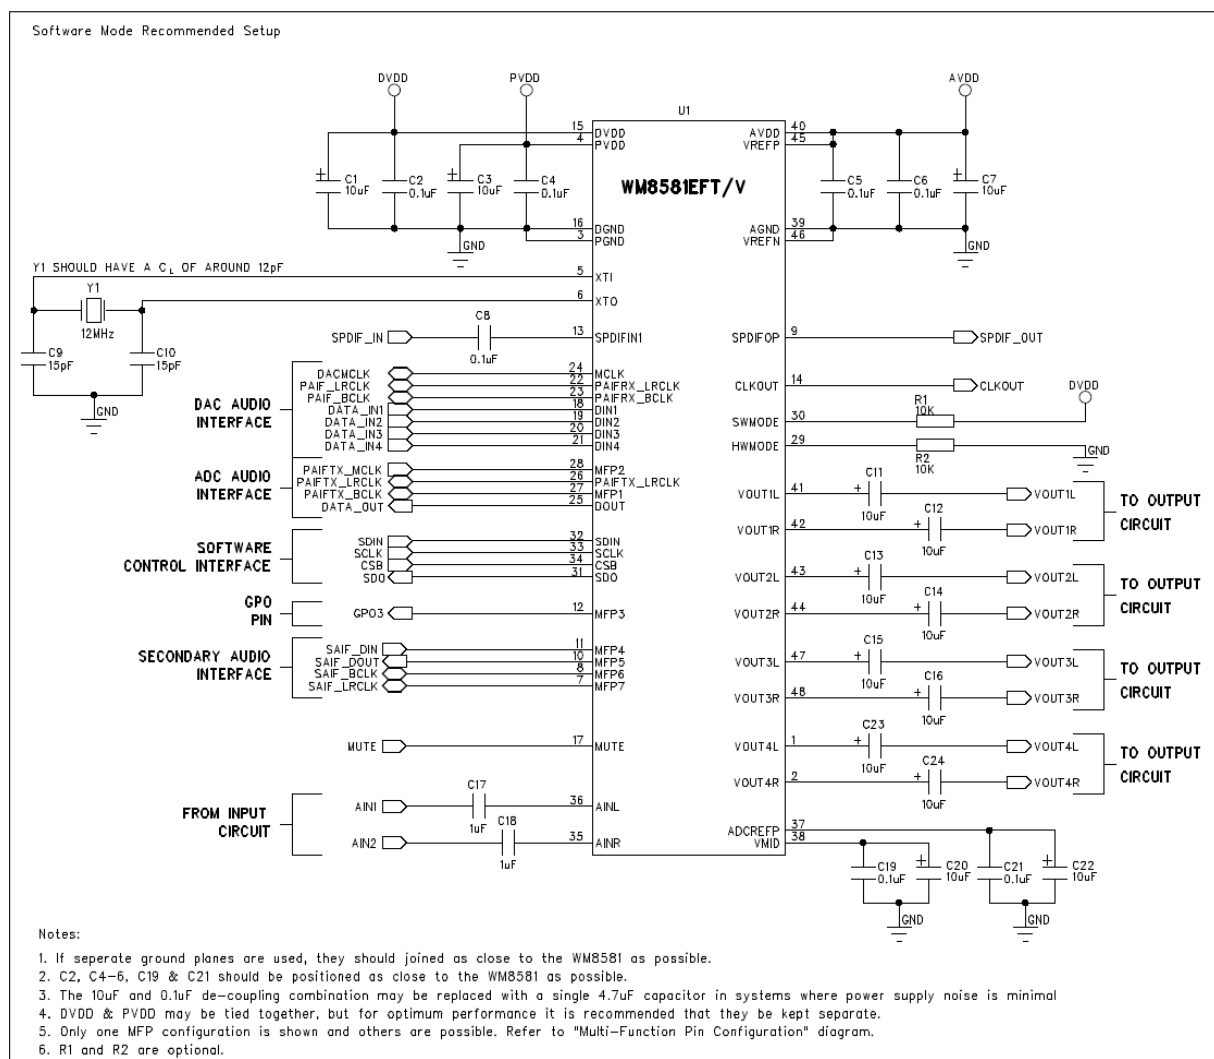 Software Mode Recommended Setup
DVDD
PVDD
AVDD
U1
WM8581EFT/V
15 DVDD
4 PVDD
AVDD 40
VREFP 45
C1
10uF
C2
0.1uF
C3
10uF
C4
0.1uF
C5
0.1uF
C6
0.1uF
C7
10uF
16 DGND
3 PGND
AGND 39
VREFN 46
GND
GND
Y1 SHOULD HAVE A CL OF AROUND 12pF
5 XTI
Y1
12MHz
6 XTO
C9
15pF
C10
15pF
GND
SPDIF_IN
C8
0.1uF
13 SPDIFIN1
SPDIFOP 9
SPDIF_OUT
DAC AUDIO
INTERFACE
DACMCLK 24 MCLK
PAIF_LRCLK 22 PAIFRX_LRCLK
PAIF_BCLK 23 PAIFRX_BCLK
DATA_IN1 18 DIN1
DATA_IN2 19 DIN2
DATA_IN3 20 DIN3
DATA_IN4 21 DIN4
CLKOUT 14
CLKOUT
DVDD
SWMODE 30
R1
10K
HWMODE 29
R2
10K
GND
ADC AUDIO
INTERFACE
PAIFTX_MCLK 28 MFP2
PAIFTX_LRCLK 26 PAIFTX_LRCLK
PAIFTX_BCLK 27 MFP1
DATA_OUT 25 DOUT
VOUT1L 41
C11
10uF
VOUT1L
VOUT1R 42
C12
10uF
VOUT1R
TO OUTPUT
CIRCUIT
SOFTWARE
CONTROL INTERFACE
SDIN 32 SDIN
SCLK 33 SCLK
CSB 34 CSB
SDO 31 SDO
VOUT2L 43
C13
10uF
VOUT2L
VOUT2R 44
C14
10uF
VOUT2R
TO OUTPUT
CIRCUIT
GPO
PIN
GPO3 12 MFP3
SECONDARY AUDIO
INTERFACE
SAIF_DIN 11 MFP4
SAIF_DOUT 10 MFP5
SAIF_BCLK 8 MFP6
SAIF_LRCLK 7 MFP7
VOUT3L 47
C15
10uF
VOUT3L
VOUT3R 48
C16
10uF
VOUT3R
TO OUTPUT
CIRCUIT
MUTE 17 MUTE
VOUT4L 1
C23
10uF
VOUT4L
VOUT4R 2
C24
10uF
VOUT4R
TO OUTPUT
CIRCUIT
FROM INPUT
CIRCUIT
AIN1
C17
1uF
36 AINL
AIN2
C18
1uF
35 AINR
ADCREFP 37
VMID 38
C19
0.1uF
C20
10uF
C21
0.1uF
C22
10uF
GND
GND
Notes:
1. If seperate ground planes are used, they should joined as close to the WM8581 as possible.
2. C2, C4-6, C19 & C21 should be positioned as close to the WM8581 as possible.
3. The 10uF and 0.1uF de-coupling combination may be replaced with a single 4.7uF capacitor in systems where power supply noise is minimal
4. DVDD & PVDD may be tied together, but for optimum performance it is recommended that they be kept separate.
5. Only one MFP configuration is shown and others are possible. Refer to "Multi-Function Pin Configuration" diagram.
6. R1 and R2 are optional.